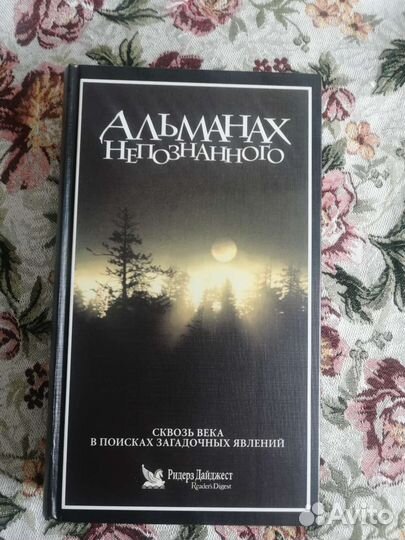 Альманах
Непознанного
СКВОЗЬ ВЕКА
В ПОИСКАХ ЗАГАДОЧНЫХ ЯВЛЕНИЙ
Ридерз Дайджест
Reader's Digest
Avito